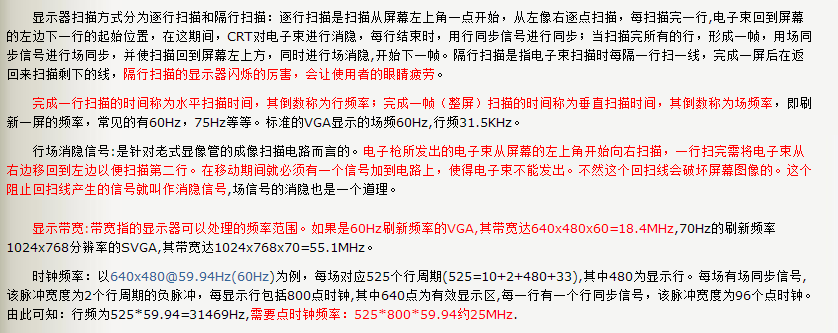 显示器扫描方式分为逐行扫描和隔行扫描：逐行扫描是扫描从屏幕左上角一点开始，从左像右逐点扫描，每扫描完一行,电子束回到屏幕
的左边下一行的起始位置，在这期间，CRT对电子束进行消隐，每行结束时，用行同步信号进行同步；当扫描完所有的行，形成一帧，用场同
步信号进行场同步，并使扫描回到屏幕左上方，同时进行场消隐,开始下一帧。隔行扫描是指电子束扫描时每隔一行扫一线，完成一屏后在返
回来扫描剩下的线，隔行扫描的显示器闪烁的厉害，会让使用者的眼睛疲劳。
完成一行扫描的时间称为水平扫描时间，其倒数称为行频率；完成一帧（整屏）扫描的时间称为垂直扫描时间，其倒数称为场频率，即刷
新一屏的频率，常见的有60Hz，75Hz等等。标准的VGA显示的场频60Hz,行频31.5KHz。
行场消隐信号:是针对老式显像管的成像扫描电路而言的。电子枪所发出的电子束从屏幕的左上角开始向右扫描，一行扫完需将电子束从
右边移回到左边以便扫描第二行。在移动期间就必须有一个信号加到电路上，使得电子束不能发出。不然这个回扫线会破坏屏幕图像的。这个
阻止回扫线产生的信号就叫作消隐信号,场信号的消隐也是一个道理。
显示带宽:带宽指的显示器可以处理的频率范围。如果是60Hz刷新频率的VGA,其带宽达640x480x60=18.4MHz,70Hz的刷新频率
1024x768分辨率的SVGA,其带宽达1024x768x70=55.1MHz。
时钟频率：以640x480@59.94Hz(60Hz)为例，每场对应525个行周期(525=10+2+480+33),其中480为显示行。每场有场同步信号,
该脉冲宽度为2个行周期的负脉冲，每显示行包括800点时钟,其中640点为有效显示区,每一行有一个行同步信号，该脉冲宽度为96个点时钟。
由此可知：行频为525*59.94=31469Hz,需要点时钟频率：525*800*59.94约25MHz.